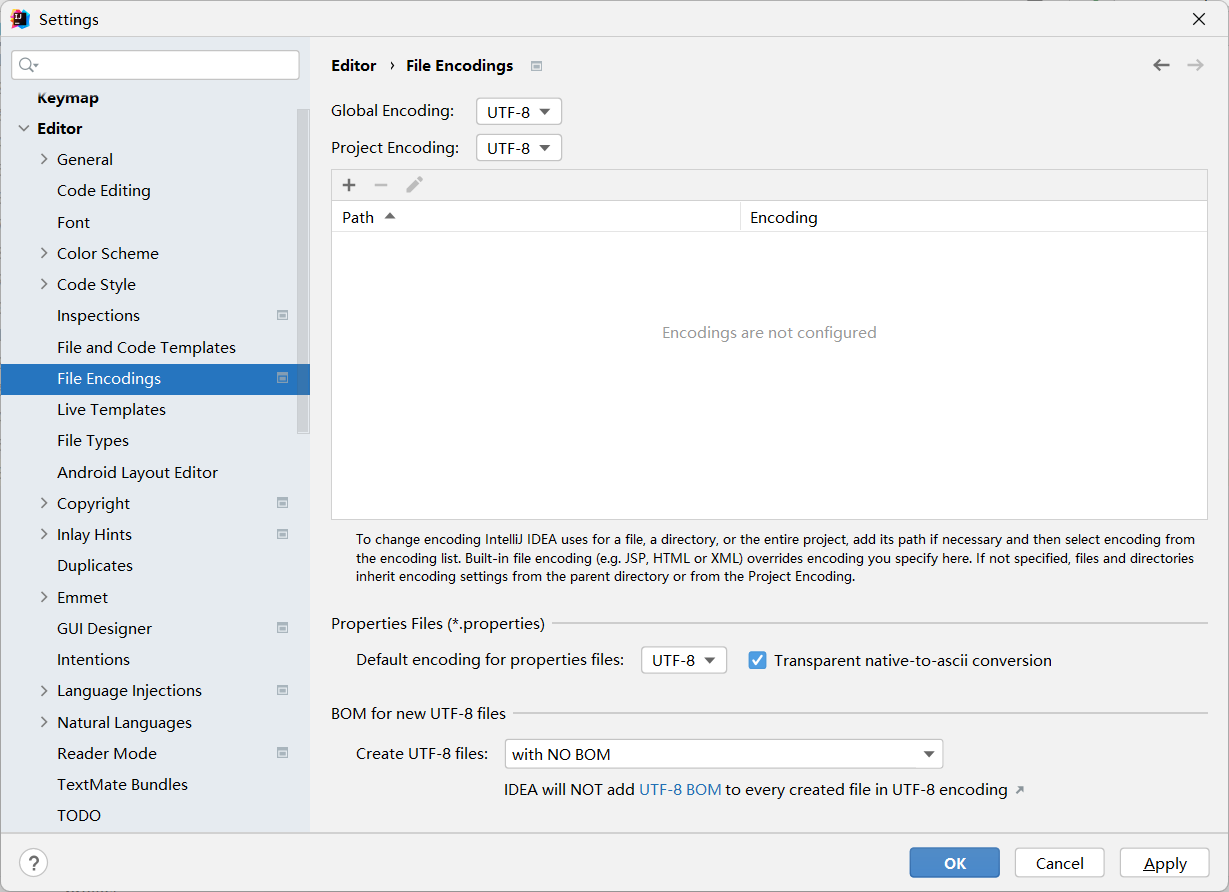 Settings
Keymap
Editor
General
Code Editing
Font
Color Scheme
Code Style
Inspections
File and Code Templates
File Encodings
Live Templates
File Types
Android Layout Editor
Copyright
Inlay Hints
Duplicates
Emmet
GUI Designer
Intentions
Language Injections
Natural Languages
Reader Mode
TextMate Bundles
TODO
Editor › File Encodings
Global Encoding: UTF-8
Project Encoding: UTF-8
Path Encoding
Encodings are not configured
To change encoding IntelliJ IDEA uses for a file, a directory, or the entire project, add its path if necessary and then select encoding from
the encoding list. Built-in file encoding (e.g. JSP, HTML or XML) overrides encoding you specify here. If not specified, files and directories
inherit encoding settings from the parent directory or from the Project Encoding.
Properties Files (*.properties)
Default encoding for properties files: UTF-8 Transparent native-to-ascii conversion
BOM for new UTF-8 files
Create UTF-8 files: with NO BOM
IDEA will NOT add UTF-8 BOM to every created file in UTF-8 encoding
? OK Cancel Apply